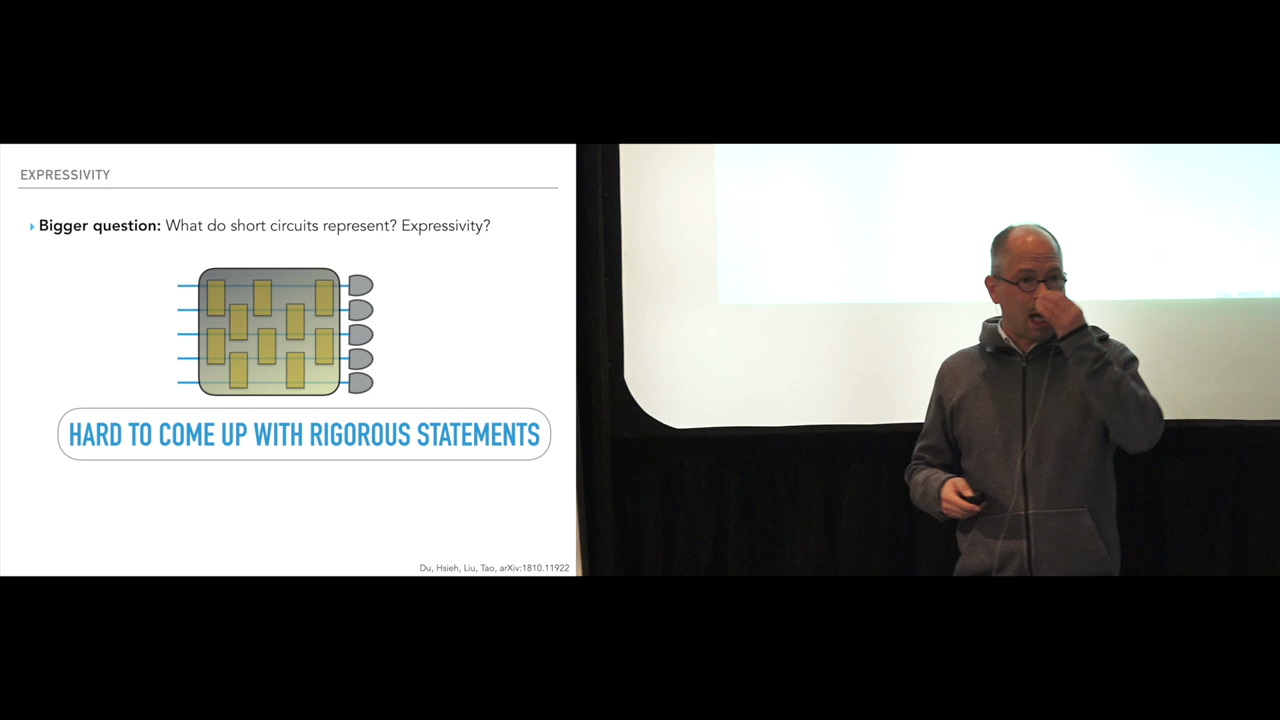 EXPRESSIVITY
Bigger question: What do short circuits represent? Expressivity?
HARD TO COME UP WITH RIGOROUS STATEMENTS
Du, Hsieh, Liu, Tao, arXiv:1810.11922